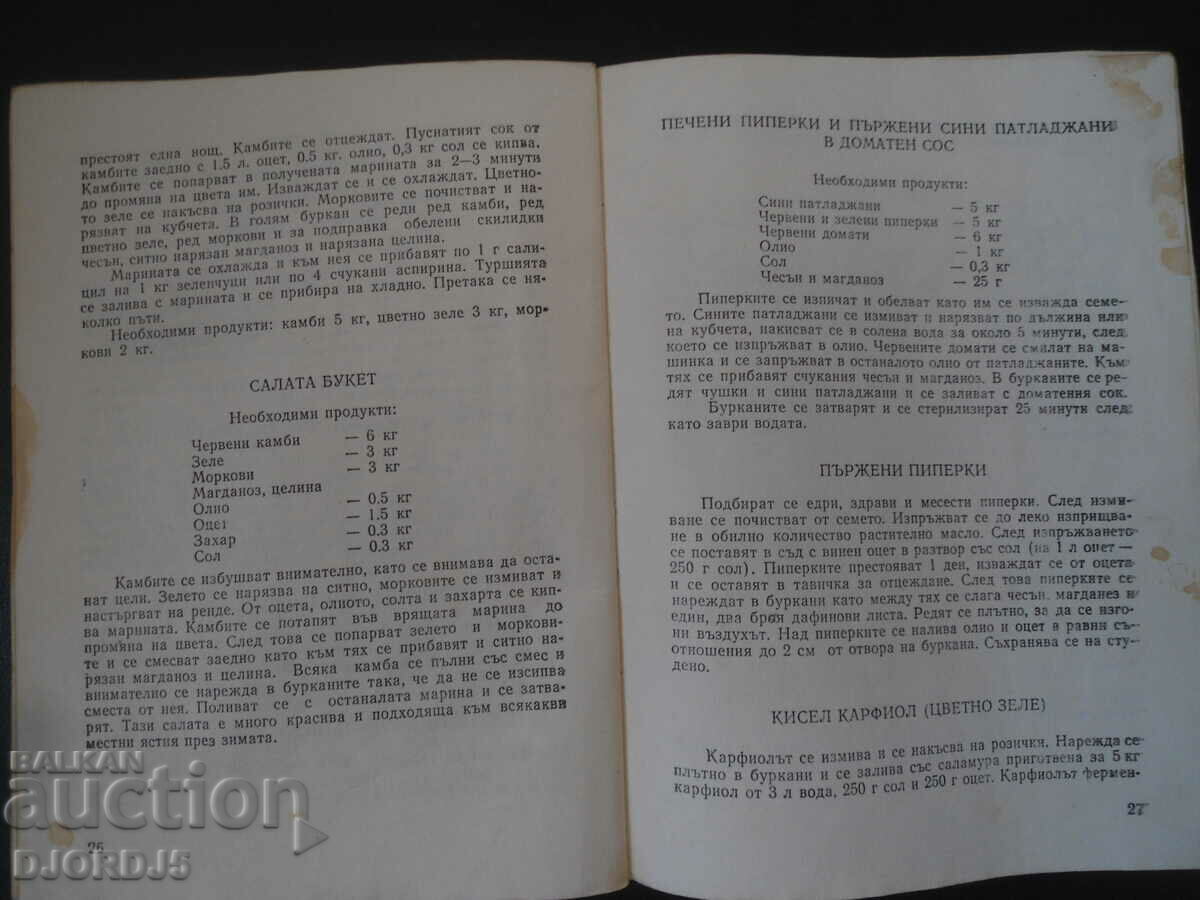 престоят една нощ. Камбите се отцеждат. Пуснатият сок от
камбите заедно с 1.5 л. оцет, 0.5 кг. олио, 0,3 кг сол се кипва.
Камбите се попарват в получената марината за 2—3 минути
до промяна на цвета им. Изваждат се и се охлаждат. Цветно-
то зеле се накъсва на розички. Морковите се почистват и на-
рязват на кубчета. В голям буркан се реди ред камби, ред
цветно зеле, ред моркови и за подправка обелени скилидки
чесън, ситно нарязан магданоз и нарязана целина.
Марината се охлажда и към нея се прибавят по 1 г сали-
цил на 1 кг зеленчуци или по 4 счукани аспирина. Туршията
се залива с марината и се прибира на хладно. Претака се ня-
колко пъти.
Необходими продукти: камби 5 кг, цветно зеле 3 кг, мор-
кови 2 кг.
САЛАТА БУКЕТ
Необходими продукти:
Червени камби — 6 кг
Зеле — 3 кг
Моркови — 3 кг
Магданоз, целина
Олио — 0.5 кг
Оцет — 1.5 кг
Захар — 0.3 кг
Сол — 0.3 кг
Камбите се избушват внимателно, като се внимава да оста-
нат цели. Зелето се нарязва на ситно, морковите се измиват и
настъргват на ренде. От оцета, олиото, солта и захарта се кип-
ва марината. Камбите се потапят във врящата марина до
промяна на цвета. След това се попарват зелето и моркови-
те и се смесват заедно като към тях се прибавят и ситно на-
рязан магданоз и целина. Всяка камба се пълни със смес и
внимателно се нарежда в бурканите така, че да не се изсипва
сместа от нея. Поливат се с останалата марина и се затва-
рят. Тази салата е много красива и подходяща към всякакви
местни ястия през зимата.
26
ПЕЧЕНИ ПИПЕРКИ И ПЪРЖЕНИ СИНИ ПАТЛАДЖАНИ
В ДОМАТЕН СОС
Необходими продукти:
Сини патладжани — 5 кг
Червени и зелени пиперки — 5 кг
Червени домати — 6 кг
Олио — 1 кг
Сол — 0,3 кг
Чесън и магданоз — 25 г
Пиперките се изпичат и обелват като им се изважда семе-
то. Сините патладжани се измиват и нарязват по дължина или
на кубчета, накисват се в солена вода за около 5 минути, след
което се изпръжват в олио. Червените домати се смилат на ма-
шинка и се запръжват в останалото олио от патладжаните. Към
тях се прибавят счукания чесън и магданоз. В бурканите се ре-
дят чушки и сини патладжани и се заливат с доматения сок.
Бурканите се затварят и се стерилизират 25 минути след
като заври водата.
ПЪРЖЕНИ ПИПЕРКИ
Подбират се едри, здрави и месести пиперки. След изми-
ване се почистват от семето. Изпръжват се до леко изприщва-
не в обилно количество растително масло. След изпръжването
се поставят в съд с винен оцет в разтвор със сол (на 1 л оцет—
250 г сол). Пиперките престояват 1 ден, изваждат се от оцета
и се оставят в тавичка за отцеждане. След това пиперките се
нареждат в буркани като между тях се слага чесън. магданез и
един, два броя дафинови листа. Редят се плътно, за да се изго-
ни въздухът. Над пиперките се налива олио и оцет в равни съ-
отношения до 2 см от отвора на буркана. Съхранява се на сту-
дено.
КИСЕЛ КАРФИОЛ (ЦВЕТНО ЗЕЛЕ)
Карфиолът се измива и се накъсва на розички. Нарежда се
плътно в буркани и се залива със саламура приготвена за 5 кг
карфиол от 3 л вода, 250 г сол и 250 г оцет. Карфиолът фермен-
27
BALKAN
auction
DJORDJ5